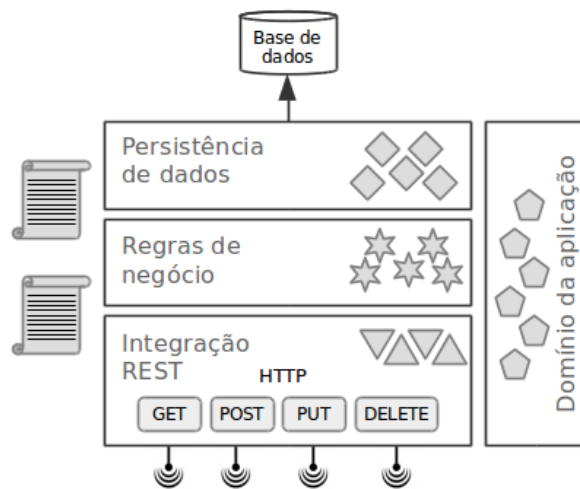 Base de
dados
Persistência
de dados
Regras de
negócio
Integração
REST
HTTP
GET
POST
PUT
DELETE
Domínio da aplicação